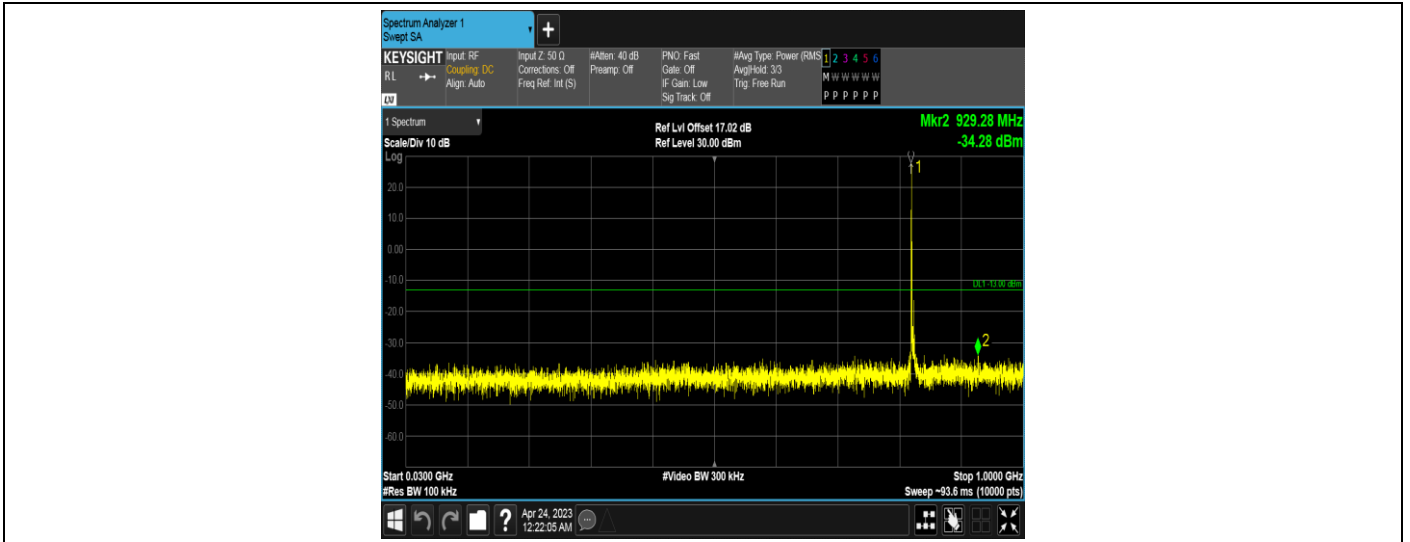 Spectrum Analyzer 1
Swept SA
+
KEYSIGHT
RL
LXI
Input: RF
Coupling: DC
Align: Auto
Input Z: 50 Ω
Corrections: Off
Freq Ref: Int (S)
#Atten: 40 dB
Preamp: Off
PNO: Fast
Gate: Off
IF Gain: Low
Sig Track: Off
#Avg Type: Power (RMS
Avg|Hold: 3/3
Trig: Free Run
1 2 3 4 5 6
M W W W W W
P P P P P P
1 Spectrum
Scale/Div 10 dB
Ref Lvl Offset 17.02 dB
Ref Level 30.00 dBm
Mkr2 929.28 MHz
-34.28 dBm
Log
1
20.0
10.0
0.00
-10.0
DL1 -13.00 dBm
-20.0
-30.0
2
-40.0
-50.0
-60.0
Start 0.0300 GHz
#Res BW 100 kHz
#Video BW 300 kHz
Stop 1.0000 GHz
Sweep ~93.6 ms (10000 pts)
?
Apr 24, 2023
12:22:05 AM